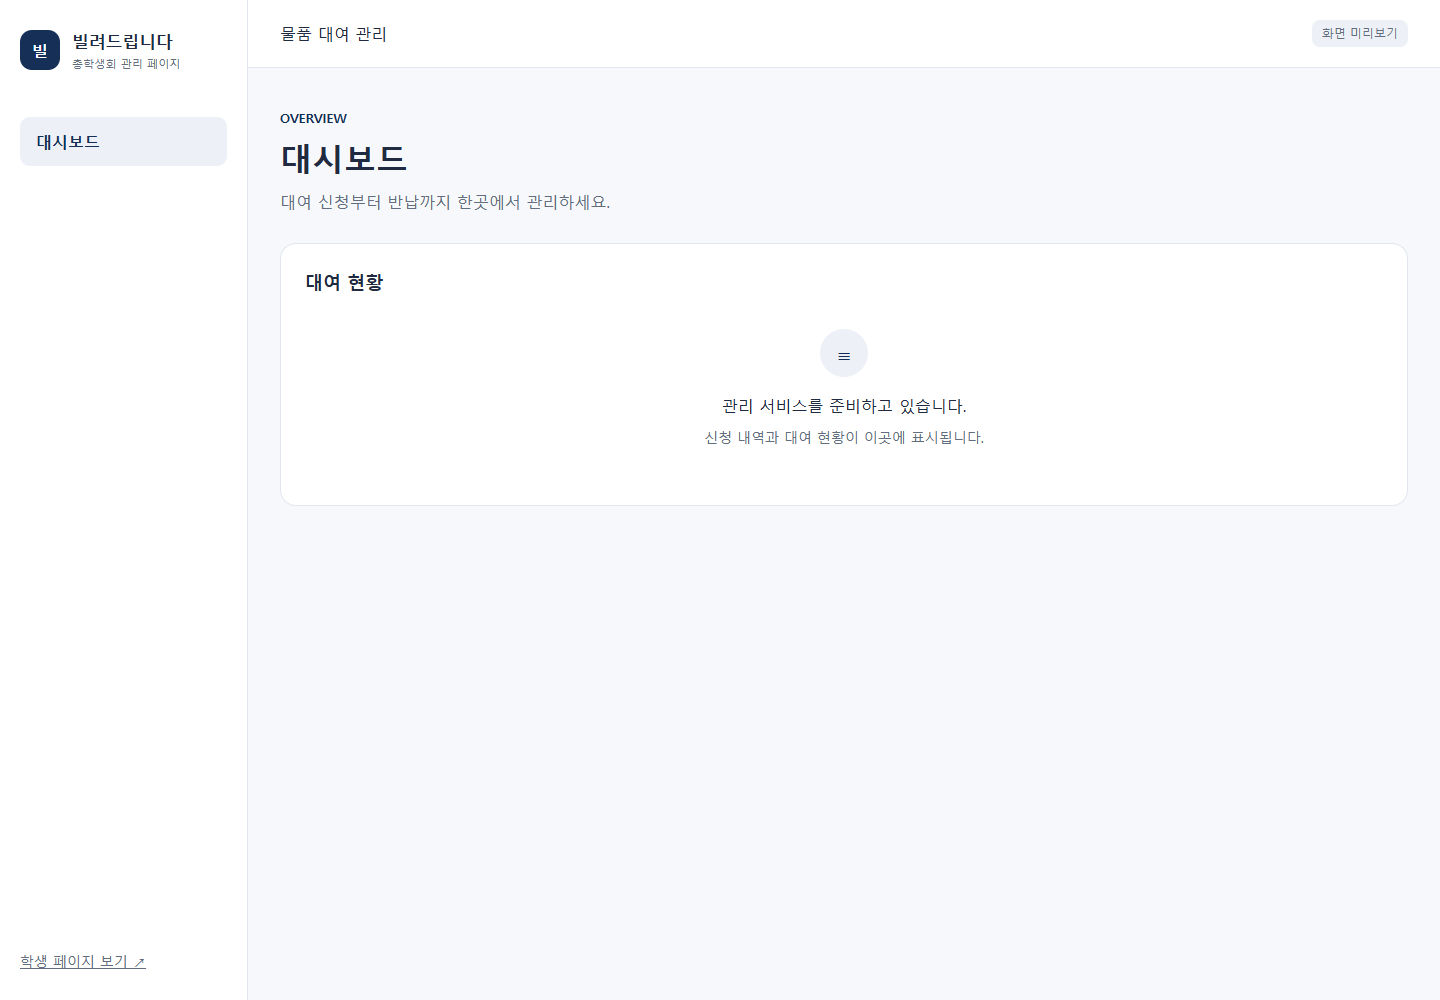 빌
빌려드립니다
총학생회 관리 페이지
대시보드
학생 페이지 보기 ↗
물품 대여 관리
화면 미리보기
OVERVIEW
대시보드
대여 신청부터 반납까지 한곳에서 관리하세요.
대여 현황
관리 서비스를 준비하고 있습니다.
신청 내역과 대여 현황이 이곳에 표시됩니다.